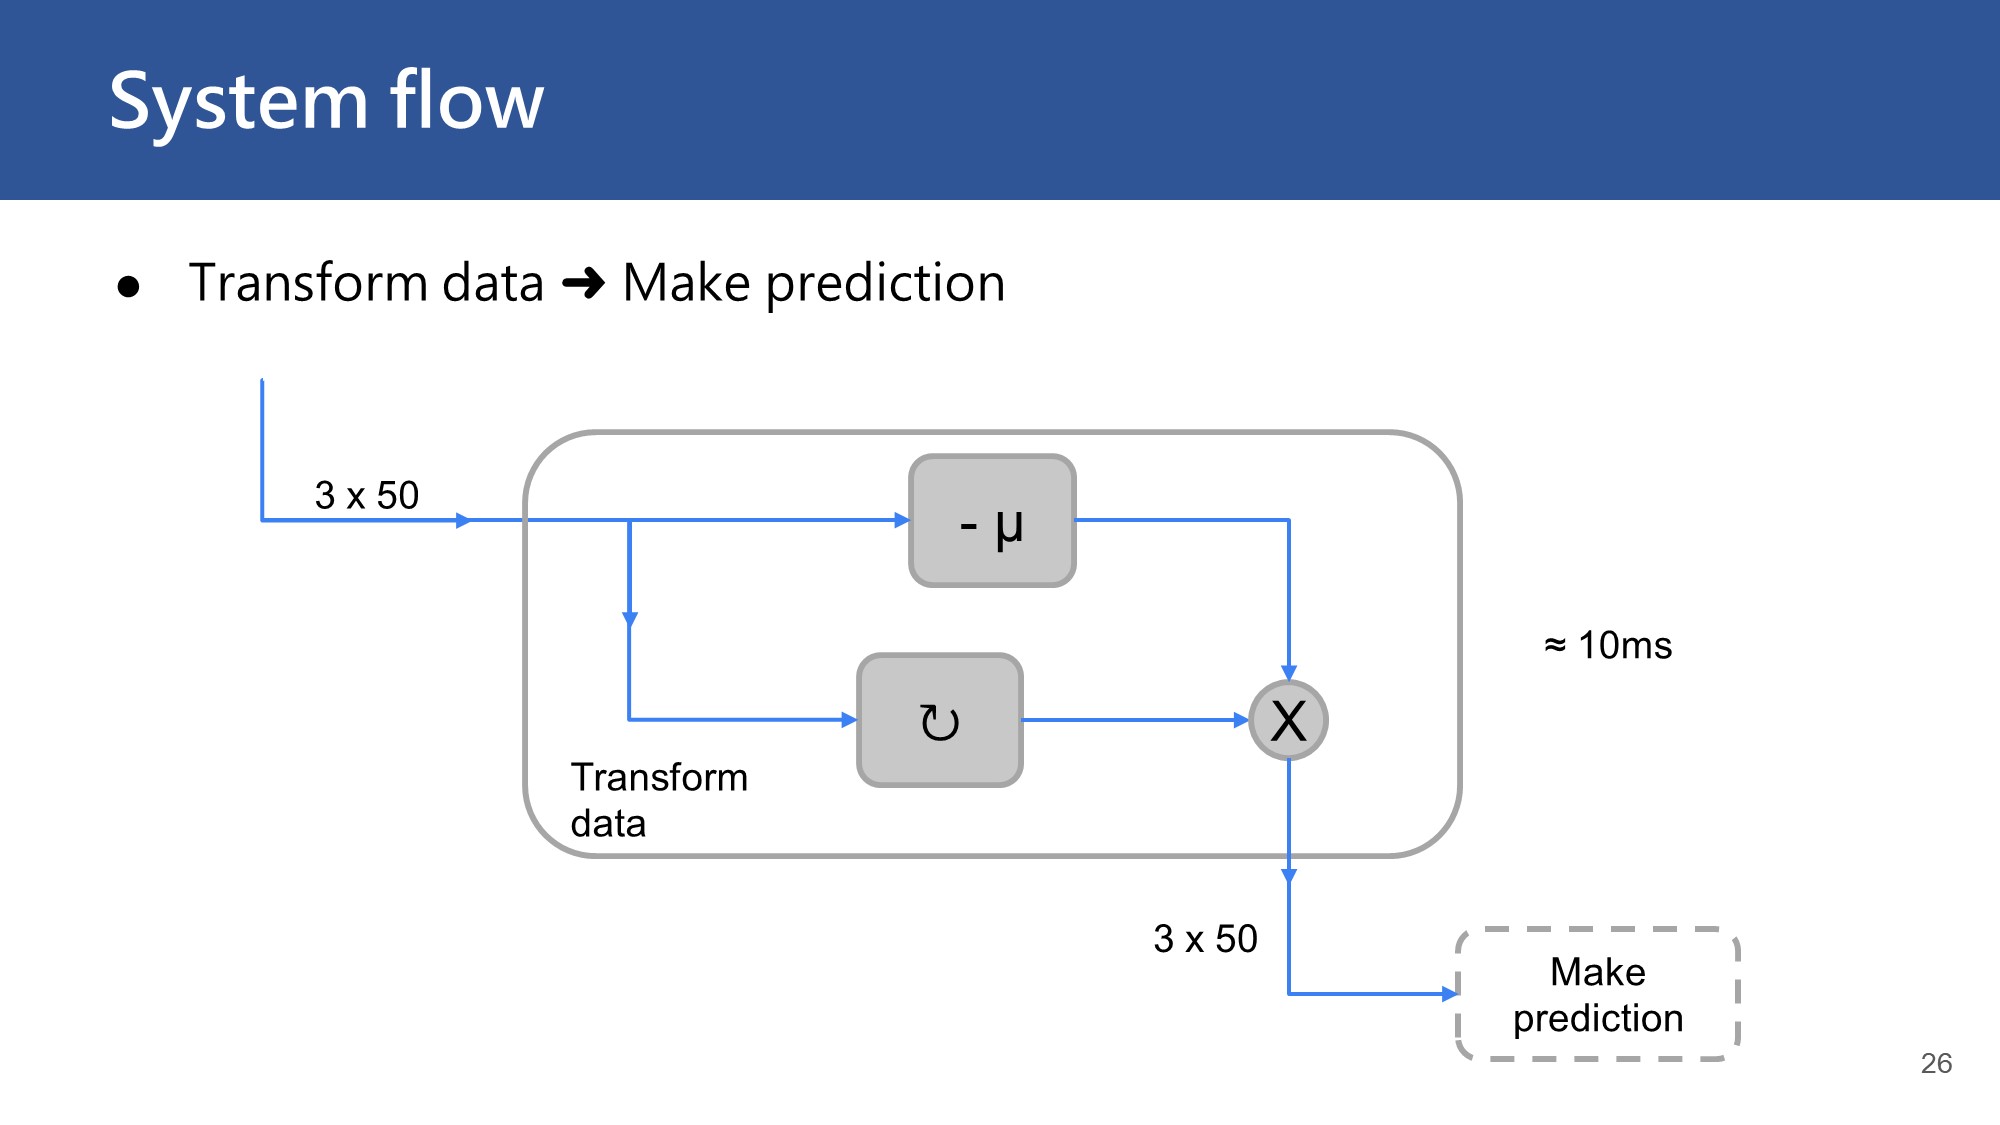 System flow
● Transform data ➜ Make prediction
3 x 50
- μ
≈ 10ms
↻
X
Transform
data
3 x 50
Make
prediction
26